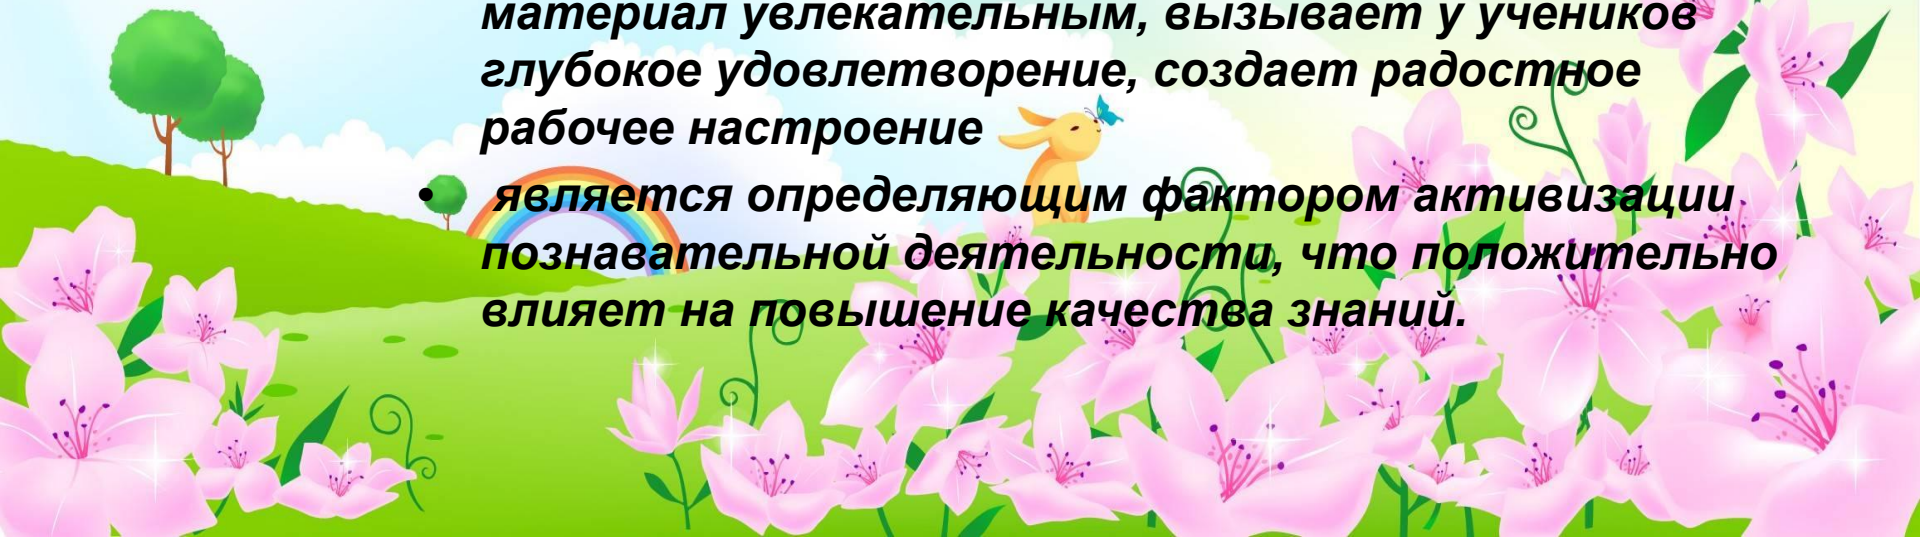 материал увлекательным, вызывает у учеников
глубокое удовлетворение, создает радостное
рабочее настроение
• является определяющим фактором активизации
познавательной деятельности, что положительно
влияет на повышение качества знаний.